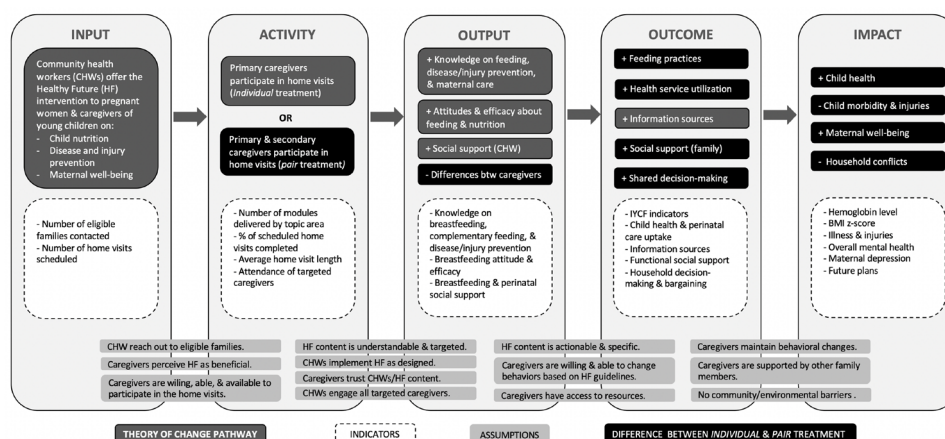 INPUT
Community health
workers (CHWs) offer the
Healthy Future (HF)
intervention to pregnant
women & caregivers of
young children on:
- Child nutrition
- Disease and injury
prevention
- Maternal well-being
- Number of eligible
families contacted
- Number of home visits
scheduled
ACTIVITY
Primary caregivers
participate in home visits
(Individual treatment)
OR
Primary & secondary
caregivers participate in
home visits (pair treatment)
- Number of modules
delivered by topic area
- % of scheduled home
visits completed
- Average home visit length
- Attendance of targeted
caregivers
OUTPUT
+ Knowledge on feeding,
disease/injury prevention,
& maternal care
+ Attitudes & efficacy about
feeding & nutrition
+ Social support (CHW)
- Differences btw caregivers
- Knowledge on
breastfeeding,
complementary feeding, &
disease/injury prevention
- Breastfeeding attitude &
efficacy
- Breastfeeding & perinatal
social support
OUTCOME
+ Feeding practices
+ Health service utilization
+ Information sources
+ Social support (family)
+ Shared decision-making
- IYCF indicators
- Child health & perinatal
care uptake
- Information sources
- Functional social support
- Household decision-
making & bargaining
IMPACT
+ Child health
- Child morbidity & injuries
+ Maternal well-being
- Household conflicts
- Hemoglobin level
- BMI z-score
- Illness & injuries
- Overall mental health
- Maternal depression
- Future plans
CHW reach out to eligible families.
Caregivers perceive HF as beneficial.
Caregivers are wiling, able, & available to
participate in the home visits.
HF content is understandable & targeted.
CHWs implement HF as designed.
Caregivers trust CHWs/HF content.
CHWs engage all targeted caregivers.
HF content is actionable & specific.
Caregivers are willing & able to change
behaviors based on HF guidelines.
Caregivers have access to resources.
Caregivers maintain behavioral changes.
Caregivers are supported by other family
members.
No community/environmental barriers .
THEORY OF CHANGE PATHWAY
INDICATORS
ASSUMPTIONS
DIFFERENCE BETWEEN INDIVIDUAL & PAIR TREATMENT